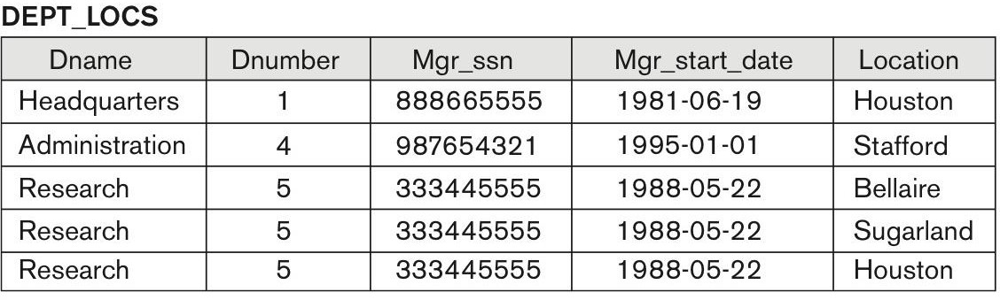 DEPT_LOCS
Dname Dnumber Mgr_ssn Mgr_start_date Location
Headquarters 1 888665555 1981-06-19 Houston
Administration 4 987654321 1995-01-01 Stafford
Research 5 333445555 1988-05-22 Bellaire
Research 5 333445555 1988-05-22 Sugarland
Research 5 333445555 1988-05-22 Houston